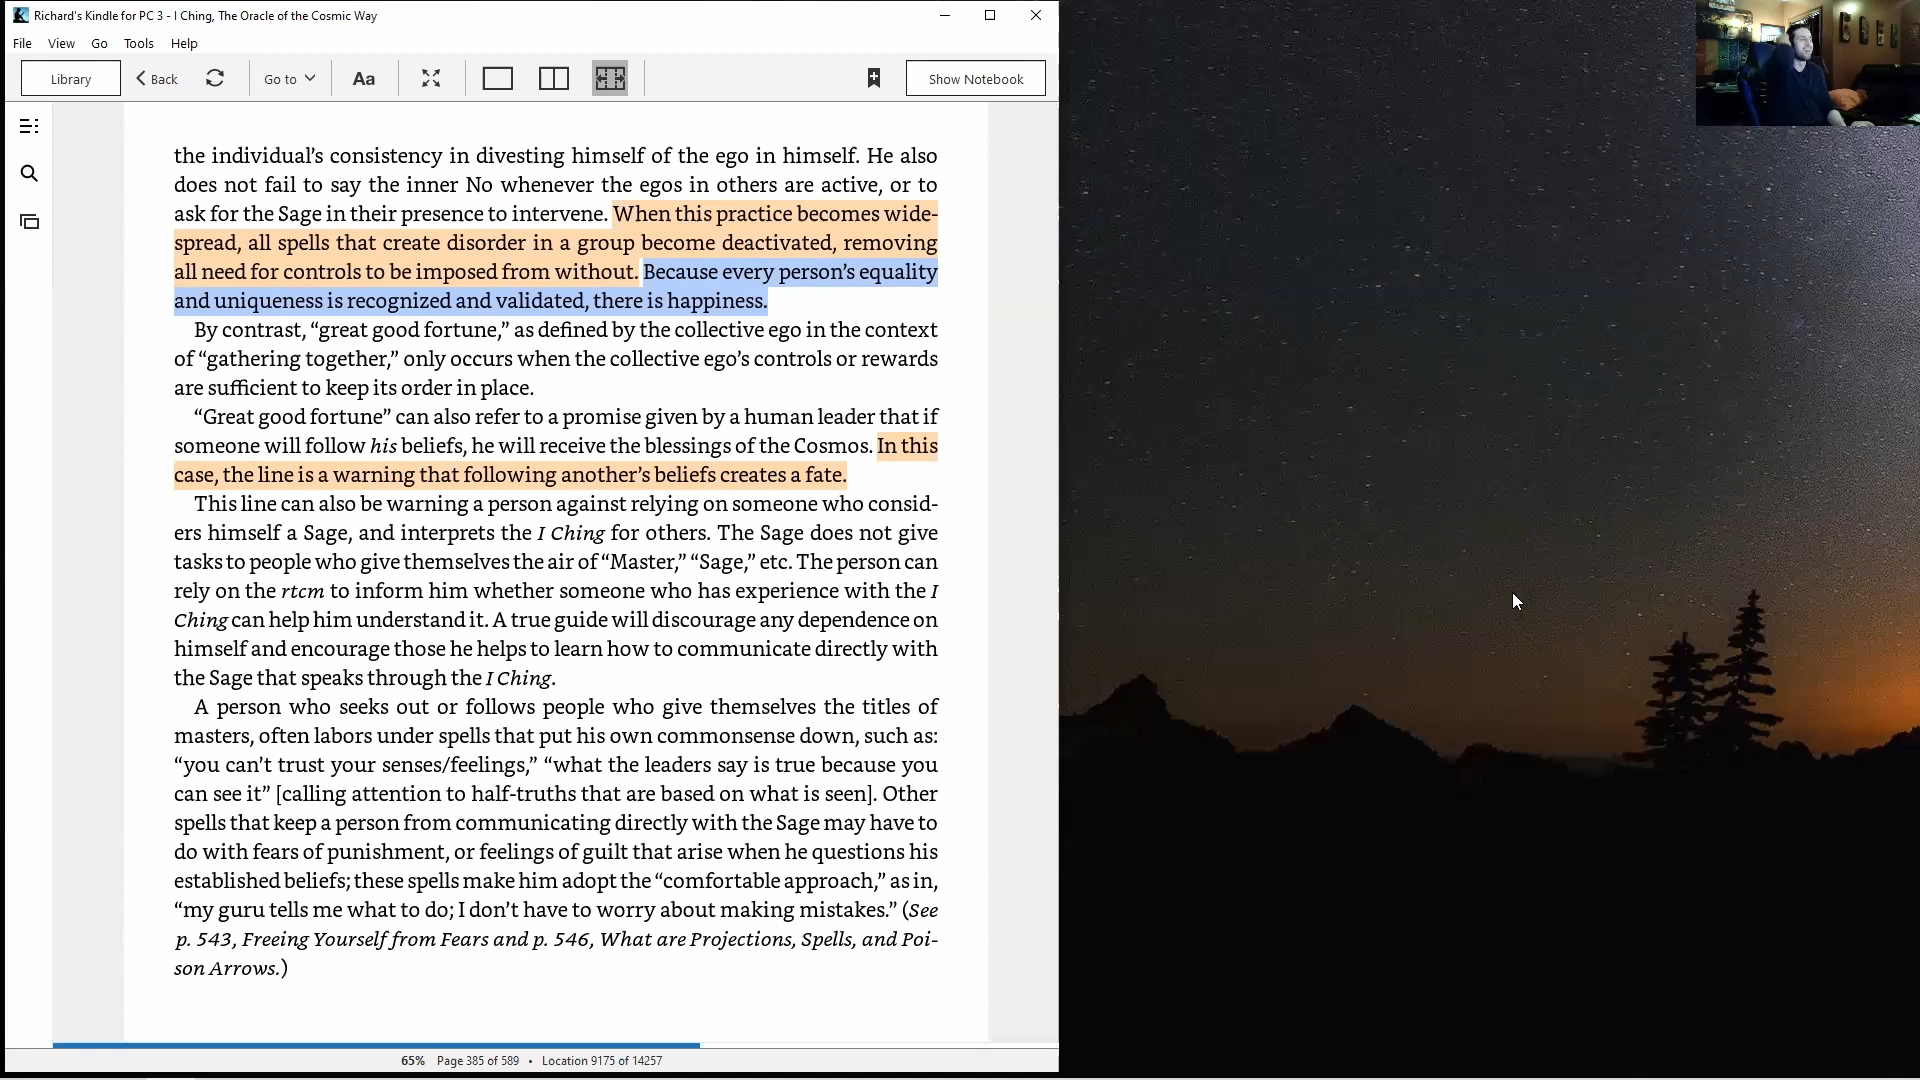 Richard's Kindle for PC 3 - I Ching, The Oracle of the Cosmic Way
File View Go Tools Help
Library Back Go to Aa Show Notebook
the individual’s consistency in divesting himself of the ego in himself. He also
does not fail to say the inner No whenever the egos in others are active, or to
ask for the Sage in their presence to intervene. When this practice becomes wide-
spread, all spells that create disorder in a group become deactivated, removing
all need for controls to be imposed from without. Because every person’s equality
and uniqueness is recognized and validated, there is happiness.
By contrast, “great good fortune,” as defined by the collective ego in the context
of “gathering together,” only occurs when the collective ego’s controls or rewards
are sufficient to keep its order in place.
“Great good fortune” can also refer to a promise given by a human leader that if
someone will follow his beliefs, he will receive the blessings of the Cosmos. In this
case, the line is a warning that following another’s beliefs creates a fate.
This line can also be warning a person against relying on someone who consid-
ers himself a Sage, and interprets the I Ching for others. The Sage does not give
tasks to people who give themselves the air of “Master,” “Sage,” etc. The person can
rely on the rtcm to inform him whether someone who has experience with the I
Ching can help him understand it. A true guide will discourage any dependence on
himself and encourage those he helps to learn how to communicate directly with
the Sage that speaks through the I Ching.
A person who seeks out or follows people who give themselves the titles of
masters, often labors under spells that put his own commonsense down, such as:
“you can’t trust your senses/feelings,” “what the leaders say is true because you
can see it” [calling attention to half-truths that are based on what is seen]. Other
spells that keep a person from communicating directly with the Sage may have to
do with fears of punishment, or feelings of guilt that arise when he questions his
established beliefs; these spells make him adopt the “comfortable approach,” as in,
“my guru tells me what to do; I don’t have to worry about making mistakes.” (See
p. 543, Freeing Yourself from Fears and p. 546, What are Projections, Spells, and Poi-
son Arrows.)
65% Page 385 of 589 • Location 9175 of 14257